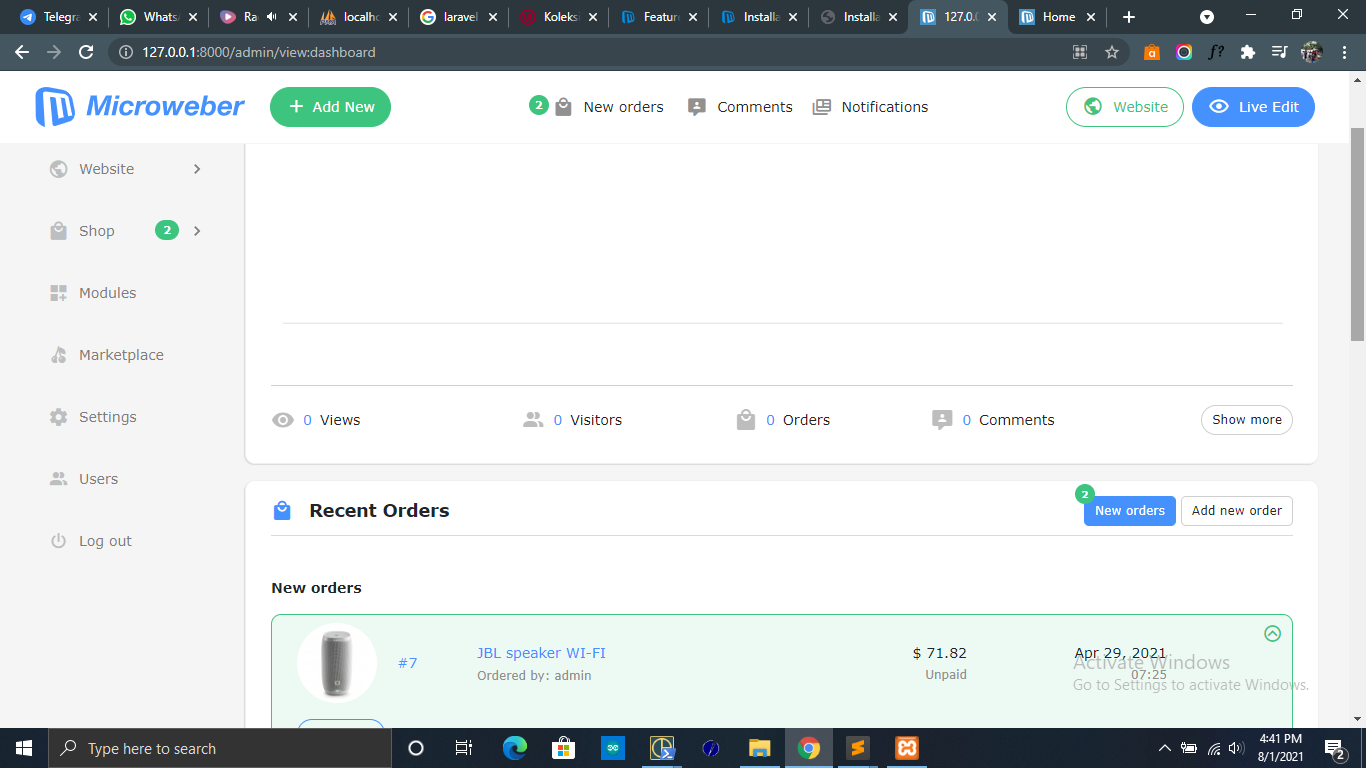 Telegra
Whats
Ra
localho
laravel
Koleks
Feature
Installa
Installa
127.0.0
Home
127.0.0.1:8000/admin/view:dashboard
f?
Microweber
Add New
2 New orders
Comments
Notifications
Website
Live Edit
Website
Shop 2
Modules
Marketplace
Settings
Users
Log out
0 Views
0 Visitors
0 Orders
0 Comments
Show more
Recent Orders
2
New orders
Add new order
New orders
#7
JBL speaker WI-FI
Ordered by: admin
$ 71.82
Unpaid
Apr 29, 2021
07:25
Activate Windows
Go to Settings to activate Windows.
Type here to search
4:41 PM
8/1/2021
2